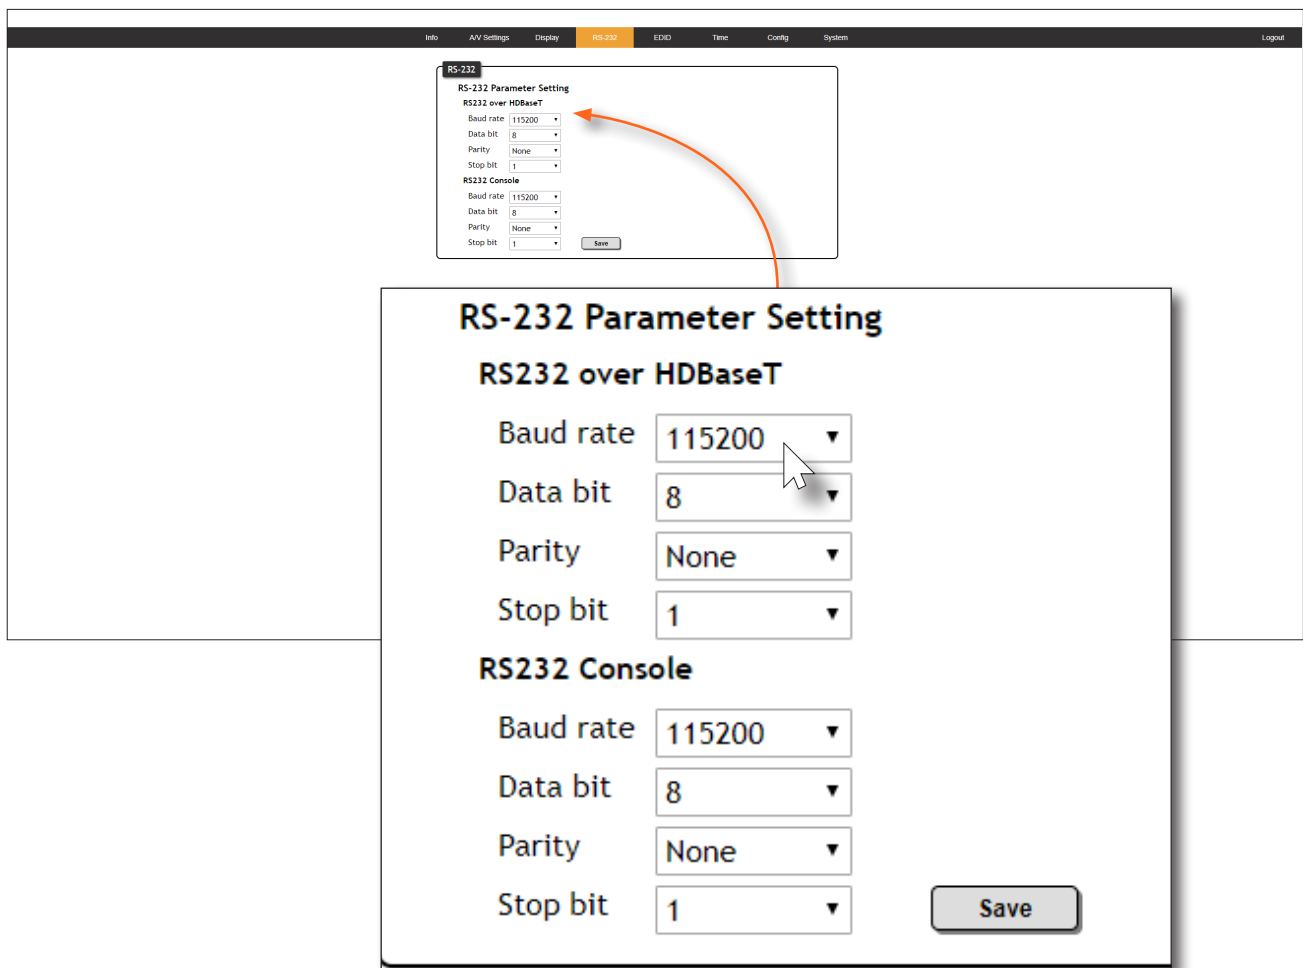 Info A/V Settings Display RS-232 EDID Time Config System Logout
RS-232
RS-232 Parameter Setting
RS232 over HDBaseT
Baud rate 115200
Data bit 8
Parity None
Stop bit 1
RS232 Console
Baud rate 115200
Data bit 8
Parity None
Stop bit 1 Save
RS-232 Parameter Setting
RS232 over HDBaseT
Baud rate 115200
Data bit 8
Parity None
Stop bit 1
RS232 Console
Baud rate 115200
Data bit 8
Parity None
Stop bit 1 Save